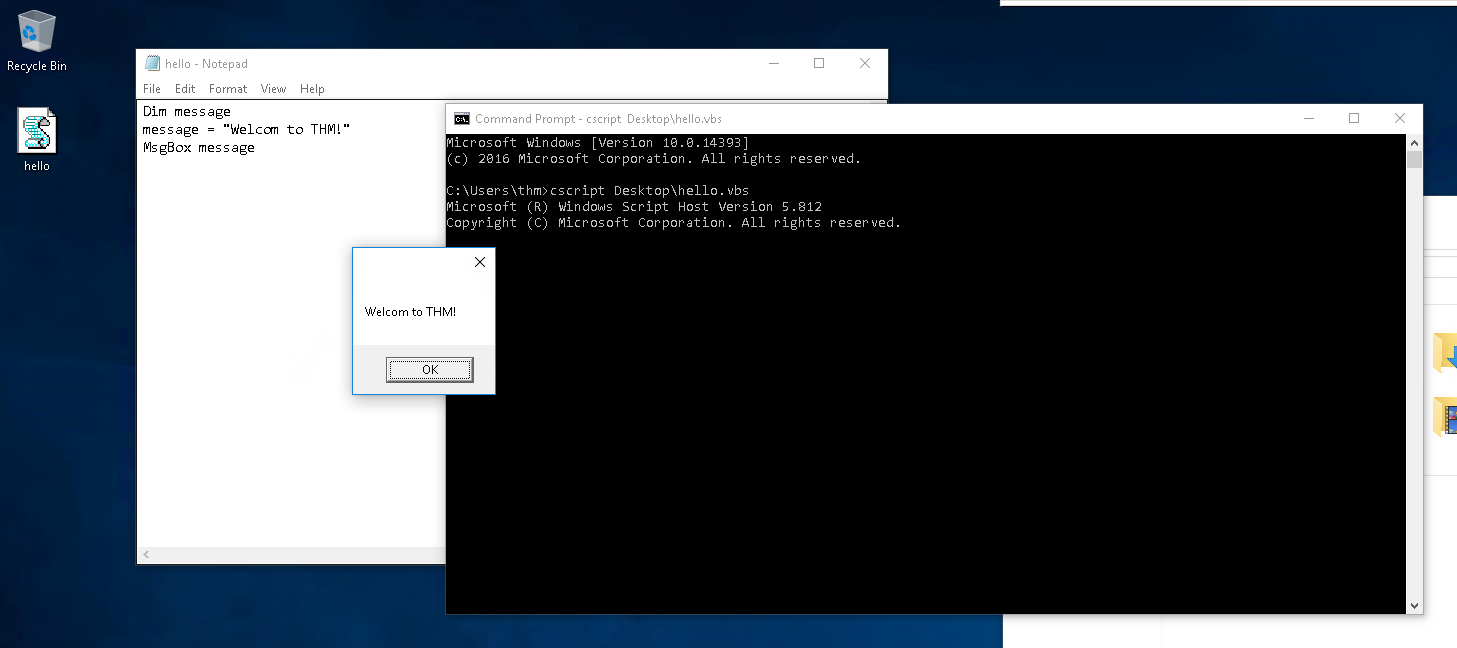 Recycle Bin
hello
hello - Notepad
File Edit Format View Help
Dim message
message = "Welcom to THM!"
MsgBox message
Command Prompt - cscript Desktop\hello.vbs
Microsoft Windows [Version 10.0.14393]
(c) 2016 Microsoft Corporation. All rights reserved.
C:\Users\thm>cscript Desktop\hello.vbs
Microsoft (R) Windows Script Host Version 5.812
Copyright (C) Microsoft Corporation. All rights reserved.
Welcom to THM!
OK